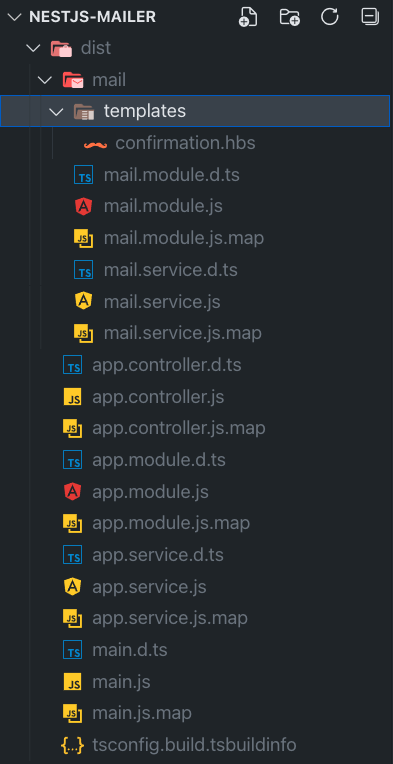 NESTJS-MAILER
dist
mail
templates
confirmation.hbs
TS mail.module.d.ts
A mail.module.js
JS mail.module.js.map
TS mail.service.d.ts
A mail.service.js
JS mail.service.js.map
TS app.controller.d.ts
JS app.controller.js
JS app.controller.js.map
TS app.module.d.ts
A app.module.js
JS app.module.js.map
TS app.service.d.ts
A app.service.js
JS app.service.js.map
TS main.d.ts
JS main.js
JS main.js.map
{...} tsconfig.build.tsbuildinfo